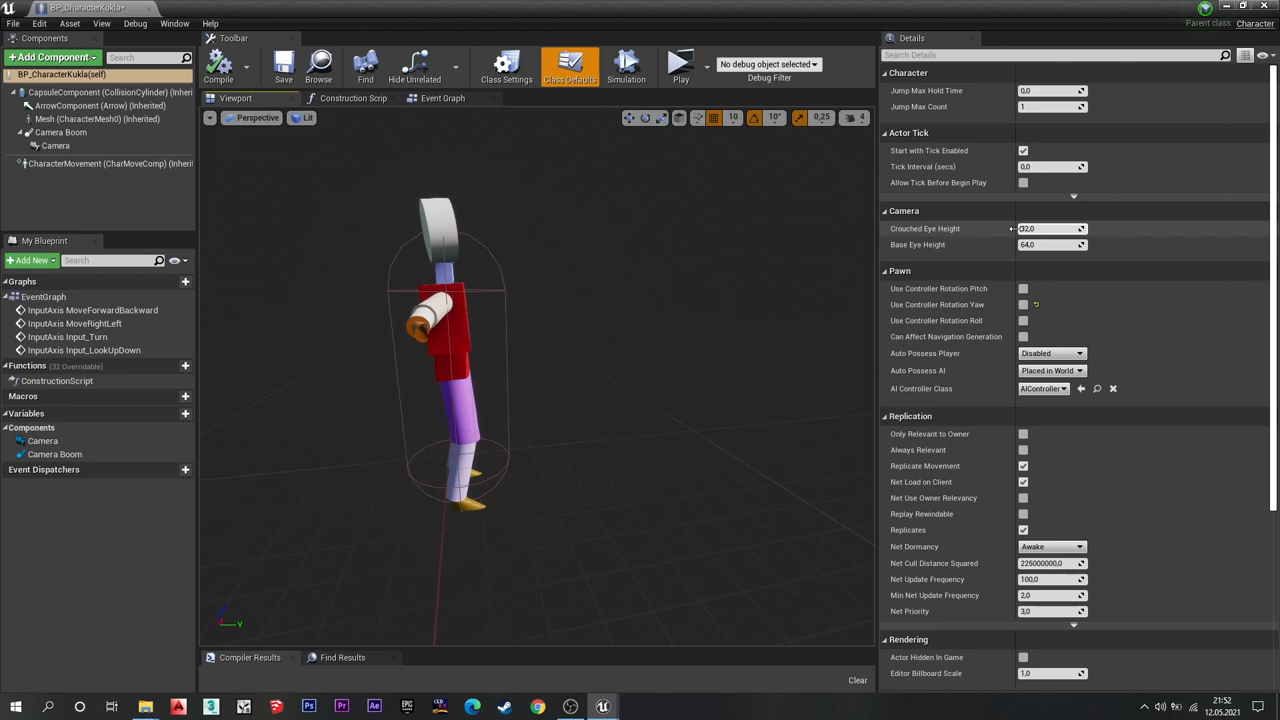 BP_CharacterKukla*
Parent class: Character
File Edit Asset View Debug Window Help
Components
+ Add Component
Search
BP_CharacterKukla(self)
CapsuleComponent (CollisionCylinder) (Inheri
ArrowComponent (Arrow) (Inherited)
Mesh (CharacterMesh0) (Inherited)
Camera Boom
Camera
CharacterMovement (CharMoveComp) (Inherit
My Blueprint
+ Add New
Search
Graphs
EventGraph
InputAxis MoveForwardBackward
InputAxis MoveRightLeft
InputAxis Input_Turn
InputAxis Input_LookUpDown
Functions (32 Overridable)
ConstructionScript
Macros
Variables
Components
Camera
Camera Boom
Event Dispatchers
Toolbar
Compile
Save
Browse
Find
Hide Unrelated
Class Settings
Class Defaults
Simulation
Play
No debug object selected
Debug Filter
Viewport
Construction Scrip
Event Graph
Perspective
Lit
10
10°
0,25
4
Y
Compiler Results
Find Results
Clear
Details
Search Details
Character
Jump Max Hold Time 0,0
Jump Max Count 1
Actor Tick
Start with Tick Enabled
Tick Interval (secs) 0,0
Allow Tick Before Begin Play
Camera
Crouched Eye Height 32,0
Base Eye Height 64,0
Pawn
Use Controller Rotation Pitch
Use Controller Rotation Yaw
Use Controller Rotation Roll
Can Affect Navigation Generation
Auto Possess Player Disabled
Auto Possess AI Placed in World
AI Controller Class AIController
Replication
Only Relevant to Owner
Always Relevant
Replicate Movement
Net Load on Client
Net Use Owner Relevancy
Replay Rewindable
Replicates
Net Dormancy Awake
Net Cull Distance Squared 225000000,0
Net Update Frequency 100,0
Min Net Update Frequency 2,0
Net Priority 3,0
Rendering
Actor Hidden In Game
Editor Billboard Scale 1,0
21:52
12.05.2021